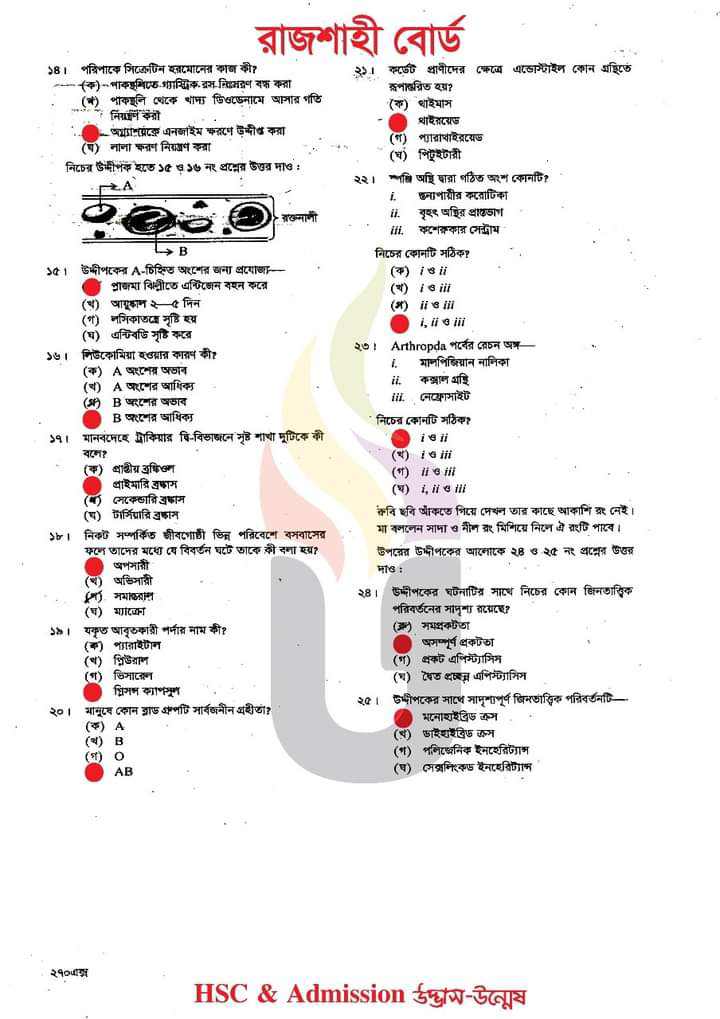 রাজশাহী বোর্ড
১৪। পরিপাকে সিক্রেটিন হরমোনের কাজ কী?
(ক) পাকস্থলিতে গ্যাস্ট্রিক রস নিঃসরণ বন্ধ করা
(খ) পাকস্থলি থেকে খাদ্য ডিওডেনামে আসার গতি
নিয়ন্ত্রণ করা
অগ্ন্যাশয়কে এনজাইম ক্ষরণে উদ্দীপ্ত করা
(ঘ) লালা ক্ষরণ নিয়ন্ত্রণ করা
নিচের উদ্দীপক হতে ১৫ ও ১৬ নং প্রশ্নের উত্তর দাও :
A
রক্তনালী
B
১৫। উদ্দীপকের A-চিহ্নিত অংশের জন্য প্রযোজ্য—
প্লাজমা ঝিল্লীতে এন্টিজেন বহন করে
(খ) আয়ুষ্কাল ২—৫ দিন
(গ) লসিকাতন্ত্রে সৃষ্টি হয়
(ঘ) এন্টিবডি সৃষ্টি করে
১৬। লিউকোমিয়া হওয়ার কারণ কী?
(ক) A অংশের অভাব
(খ) A অংশের আধিক্য
(গ) B অংশের অভাব
B অংশের আধিক্য
১৭। মানবদেহে ট্রাকিয়ার দ্বি-বিভাজনে সৃষ্ট শাখা দুটিকে কী
বলে?
(ক) প্রান্তীয় ব্রঙ্কিওল
প্রাইমারি ব্রঙ্কাস
(গ) সেকেন্ডারি ব্রঙ্কাস
(ঘ) টার্সিয়ারি ব্রঙ্কাস
১৮। নিকট সম্পর্কিত জীবগোষ্ঠী ভিন্ন পরিবেশে বসবাসের
ফলে তাদের মধ্যে যে বিবর্তন ঘটে তাকে কী বলা হয়?
অপসারী
(খ) অভিসারী
(গ) সমান্তরাল
(ঘ) ম্যাক্রো
১৯। যকৃত আবৃতকারী পর্দার নাম কী?
(ক) প্যারাইটাল
(খ) প্লিউরাল
(গ) ভিসারেল
গ্লিসন্স ক্যাপসুল
২০। মানুষে কোন ব্লাড গ্রুপটি সার্বজনীন গ্রহীতা?
(ক) A
(খ) B
(গ) O
AB
২১। কর্ডেট প্রাণীদের ক্ষেত্রে এন্ডোস্টাইল কোন গ্রন্থিতে
রূপান্তরিত হয়?
(ক) থাইমাস
থাইরয়েড
(গ) প্যারাথাইরয়েড
(ঘ) পিটুইটারী
২২। স্পঞ্জি অস্থি দ্বারা গঠিত অংশ কোনটি?
i. স্তন্যপায়ীর করোটিকা
ii. বৃহৎ অস্থির প্রান্তভাগ
iii. কশেরুকার সেন্ট্রাম
নিচের কোনটি সঠিক?
(ক) i ও ii
(খ) i ও iii
(গ) ii ও iii
i, ii ও iii
২৩। Arthropda পর্বের রেচন অঙ্গ—
i. মালপিজিয়ান নালিকা
ii. কক্সাল গ্রন্থি
iii. নেফ্রোসাইট
নিচের কোনটি সঠিক?
i ও ii
(খ) i ও iii
(গ) ii ও iii
(ঘ) i, ii ও iii
রুবি ছবি আঁকতে গিয়ে দেখল তার কাছে আকাশি রং নেই।
মা বললেন সাদা ও নীল রং মিশিয়ে নিলে ঐ রংটি পাবে।
উপরের উদ্দীপকের আলোকে ২৪ ও ২৫ নং প্রশ্নের উত্তর
দাও :
২৪। উদ্দীপকের ঘটনাটির সাথে নিচের কোন জিনতাত্ত্বিক
পরিবর্তনের সাদৃশ্য রয়েছে?
(ক) সমপ্রকটতা
অসম্পূর্ণ প্রকটতা
(গ) প্রকট এপিস্ট্যাসিস
(ঘ) দ্বৈত প্রচ্ছন্ন এপিস্ট্যাসিস
২৫। উদ্দীপকের সাথে সাদৃশ্যপূর্ণ জিনতাত্ত্বিক পরিবর্তনটি—
মনোহাইব্রিড ক্রস
(খ) ডাইহাইব্রিড ক্রস
(গ) পলিজেনিক ইনহেরিট্যান্স
(ঘ) সেক্সলিংকড ইনহেরিট্যান্স
২৭০এক্স
HSC & Admission উদ্ভাস-উন্মেষ